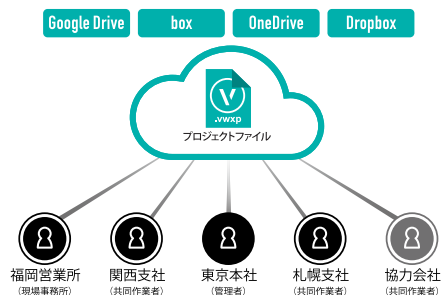 Google Drive
box
OneDrive
Dropbox
V
.vwxp
プロジェクトファイル
福岡営業所
（現場事務所）
関西支社
（共同作業者）
東京本社
（管理者）
札幌支社
（共同作業者）
協力会社
（共同作業者）